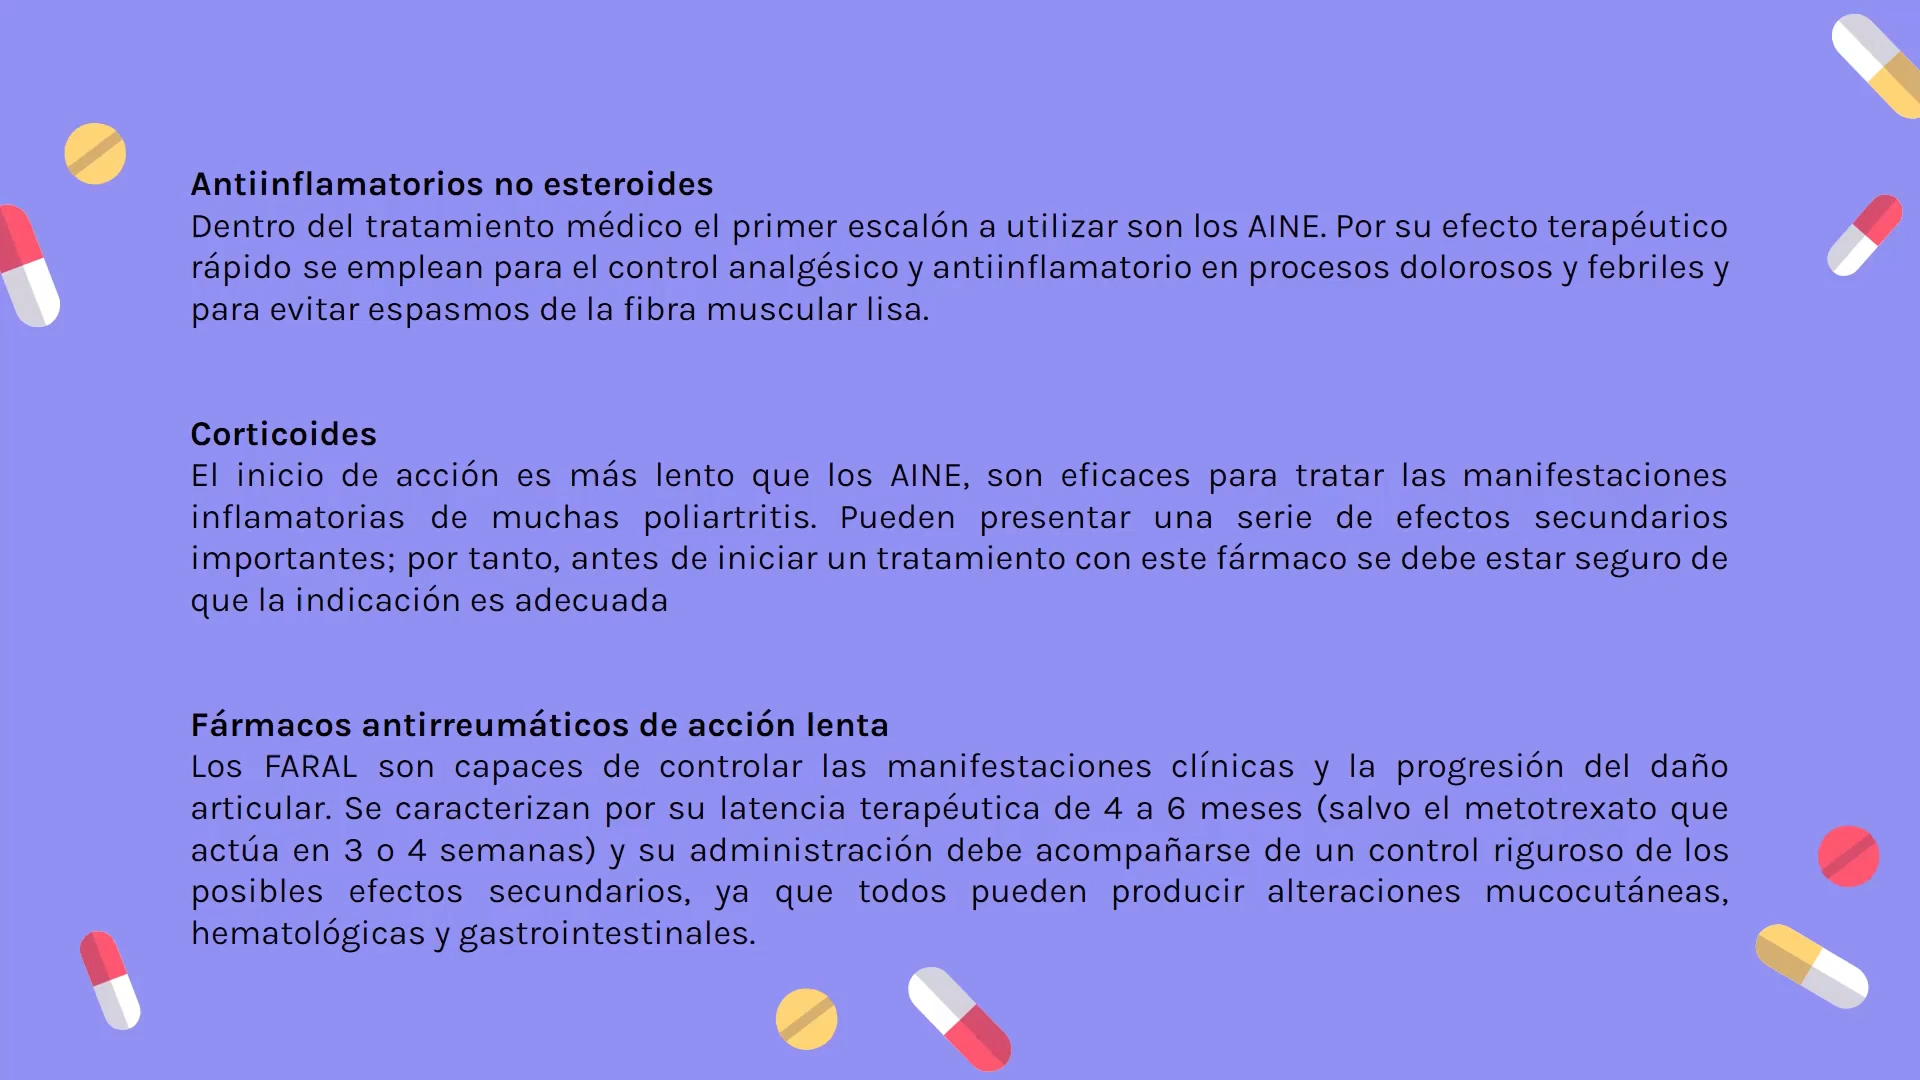 Antiinflamatorios no esteroides
Dentro del tratamiento médico el primer escalón a utilizar son los AINE. Por su efecto terapéutico
rápido se emplean para el control analgésico y antiinflamatorio en procesos dolorosos y febriles y
para evitar espasmos de la fibra muscular lisa.
Corticoides
El inicio de acción es más lento que los AINE, son eficaces para tratar las manifestaciones
inflamatorias de muchas poliartritis. Pueden presentar una serie de efectos secundarios
importantes; por tanto, antes de iniciar un tratamiento con este fármaco se debe estar seguro de
que la indicación es adecuada
Fármacos antirreumáticos de acción lenta
Los FARAL son capaces de controlar las manifestaciones clínicas y la progresión del daño
articular. Se caracterizan por su latencia terapéutica de 4 a 6 meses (salvo el metotrexato que
actúa en 3 o 4 semanas) y su administración debe acompañarse de un control riguroso de los
posibles efectos secundarios, ya que todos pueden producir alteraciones mucocutáneas,
hematológicas y gastrointestinales.